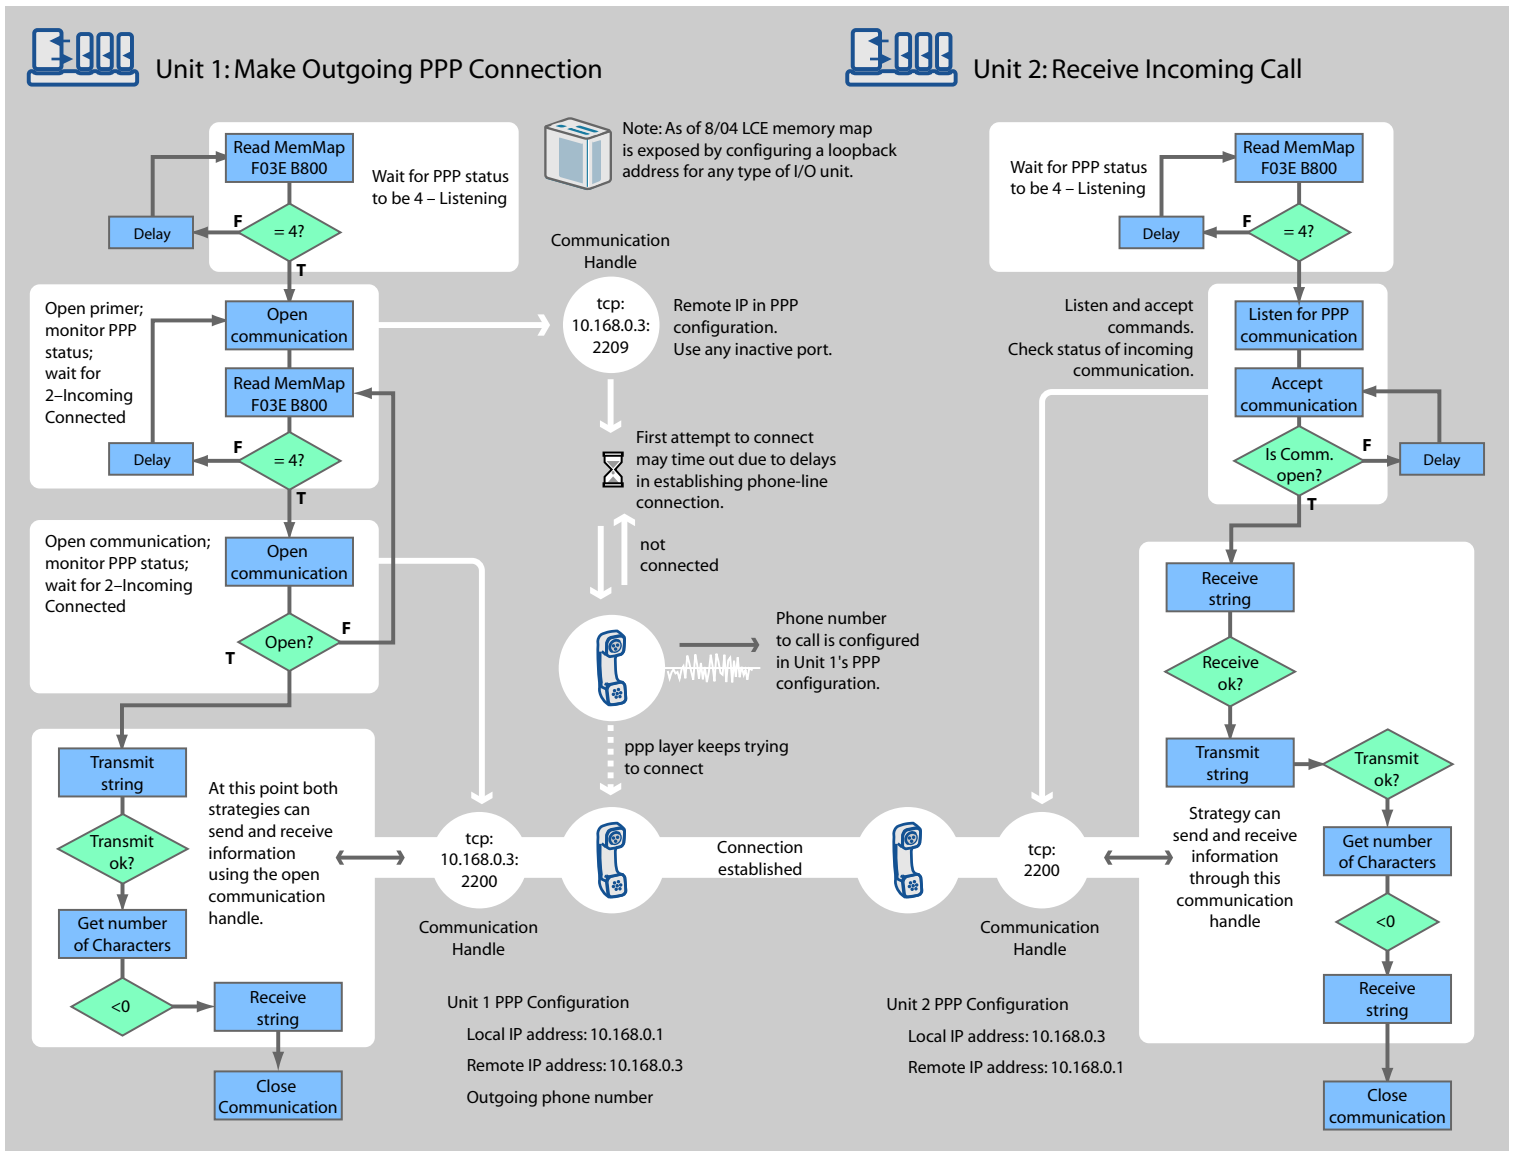 Unit 1: Make Outgoing PPP Connection
Unit 2: Receive Incoming Call
Read MemMap
F03E B800
Wait for PPP status
to be 4 – Listening
Delay
F
= 4?
T
Open primer;
monitor PPP
status;
wait for
2–Incoming
Connected
Open
communication
Read MemMap
F03E B800
Delay
F
= 4?
T
Open communication;
monitor PPP status;
wait for 2–Incoming
Connected
Open
communication
Open?
F
T
Transmit
string
Transmit
ok?
Get number
of Characters
<0
Receive
string
Close
Communication
At this point both
strategies can
send and receive
information
using the open
communication
handle.
Note: As of 8/04 LCE memory map
is exposed by configuring a loopback
address for any type of I/O unit.
Communication
Handle
tcp:
10.168.0.3:
2209
Remote IP in PPP
configuration.
Use any inactive port.
First attempt to connect
may time out due to delays
in establishing phone-line
connection.
not
connected
Phone number
to call is configured
in Unit 1's PPP
configuration.
ppp layer keeps trying
to connect
tcp:
10.168.0.3:
2200
Communication
Handle
Connection
established
tcp:
2200
Communication
Handle
Unit 1 PPP Configuration
Local IP address: 10.168.0.1
Remote IP address: 10.168.0.3
Outgoing phone number
Unit 2 PPP Configuration
Local IP address: 10.168.0.3
Remote IP address: 10.168.0.1
Wait for PPP status
to be 4 – Listening
Read MemMap
F03E B800
Delay
F
= 4?
Listen and accept
commands.
Check status of incoming
communication.
Listen for PPP
communication
Accept
communication
Is Comm.
open?
F
Delay
T
Receive
string
Receive
ok?
Transmit
string
Transmit
ok?
Strategy can
send and receive
information
through this
communication
handle
Get number
of Characters
<0
Receive
string
Close
communication